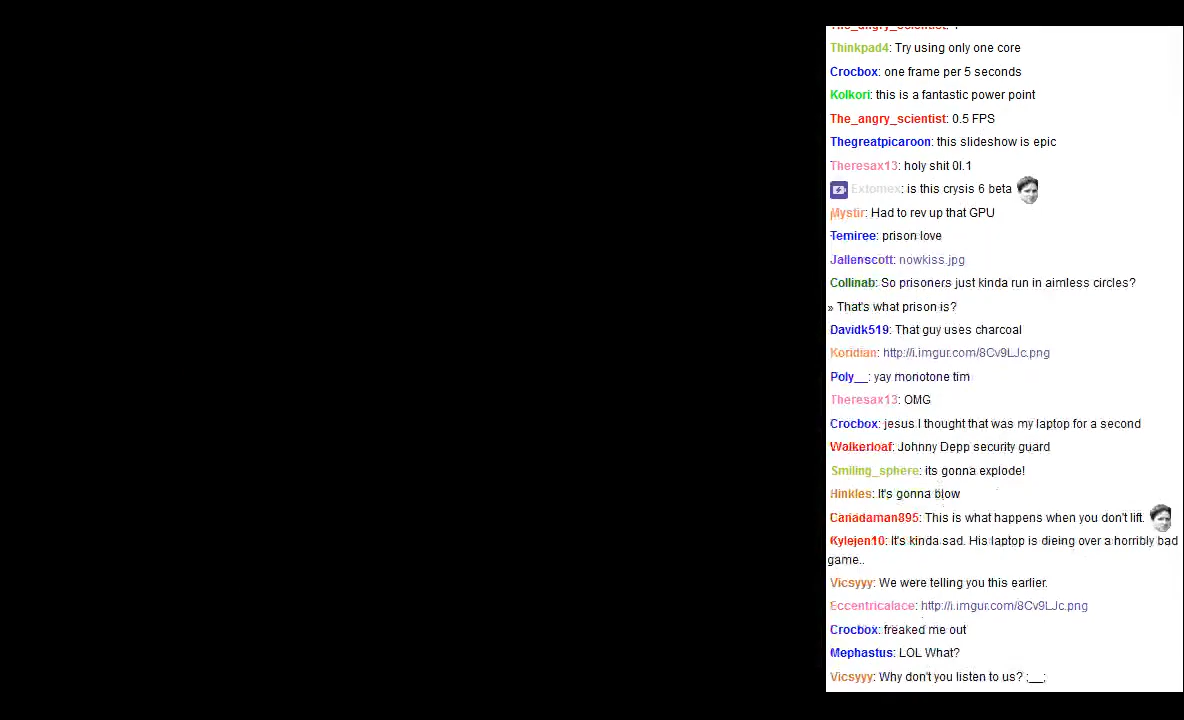 The_angry_scientist:
Thinkpad4: Try using only one core
Crocbox: one frame per 5 seconds
Kolkori: this is a fantastic power point
The_angry_scientist: 0.5 FPS
Thegreatpicaroon: this slideshow is epic
Theresax13: holy shit 0l.1
Extomex: is this crysis 6 beta
Mystir: Had to rev up that GPU
Temiree: prison love
Jallenscott: nowkiss.jpg
Collinab: So prisoners just kinda run in aimless circles?
» That's what prison is?
Davidk519: That guy uses charcoal
Koridian: http://i.imgur.com/8Cv9LJc.png
Poly__: yay monotone tim
Theresax13: OMG
Crocbox: jesus I thought that was my laptop for a second
Walkerloaf: Johnny Depp security guard
Smiling_sphere: its gonna explode!
Hinkles: It's gonna blow
Canadaman895: This is what happens when you don't lift.
Kylejen10: It's kinda sad. His laptop is dieing over a horribly bad
game..
Vicsyyy: We were telling you this earlier.
Eccentricalace: http://i.imgur.com/8Cv9LJc.png
Crocbox: freaked me out
Mephastus: LOL What?
Vicsyyy: Why don't you listen to us? ;__;